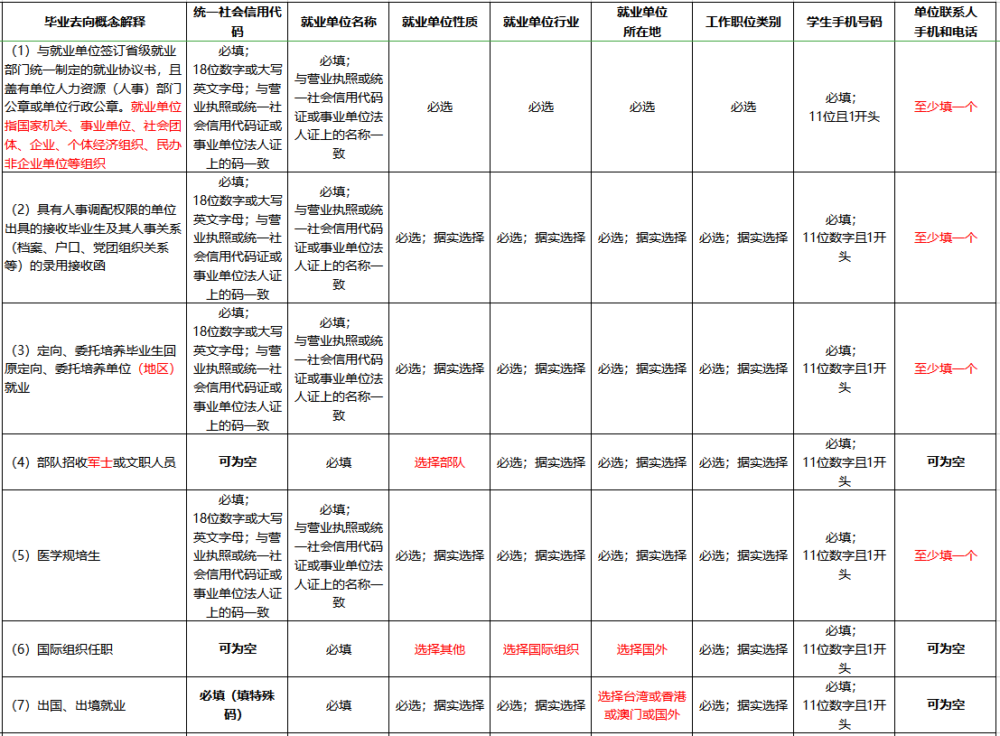 毕业去向概念解释
统一社会信用代
码
就业单位名称
就业单位性质
就业单位行业
就业单位
所在地
工作职位类别
学生手机号码
单位联系人
手机和电话
（1）与就业单位签订省级就业
部门统一制定的就业协议书，且
盖有单位人力资源（人事）部门
公章或单位行政公章。就业单位
指国家机关、事业单位、社会团
体、企业、个体经济组织、民办
非企业单位等组织
必填；
18位数字或大写
英文字母；与营
业执照或统一社
会信用代码证或
事业单位法人证
上的码一致
必填；
与营业执照或统
一社会信用代码
证或事业单位法
人证上的名称一
致
必选
必选
必选
必选
必填；
11位且1开头
至少填一个
（2）具有人事调配权限的单位
出具的接收毕业生及其人事关系
（档案、户口、党团组织关系
等）的录用接收函
必填；
18位数字或大写
英文字母；与营
业执照或统一社
会信用代码证或
事业单位法人证
上的码一致
必填；
与营业执照或统
一社会信用代码
证或事业单位法
人证上的名称一
致
必选；据实选择
必选；据实选择
必选；据实选择
必选；据实选择
必填；
11位数字且1开
头
至少填一个
（3）定向、委托培养毕业生回
原定向、委托培养单位（地区）
就业
必填；
18位数字或大写
英文字母；与营
业执照或统一社
会信用代码证或
事业单位法人证
上的码一致
必填；
与营业执照或统
一社会信用代码
证或事业单位法
人证上的名称一
致
必选；据实选择
必选；据实选择
必选；据实选择
必选；据实选择
必填；
11位数字且1开
头
至少填一个
（4）部队招收军士或文职人员
可为空
必填
选择部队
必选；据实选择
必选；据实选择
必选；据实选择
必填；
11位数字且1开
头
可为空
（5）医学规培生
必填；
18位数字或大写
英文字母；与营
业执照或统一社
会信用代码证或
事业单位法人证
上的码一致
必填；
与营业执照或统
一社会信用代码
证或事业单位法
人证上的名称一
致
必选；据实选择
必选；据实选择
必选；据实选择
必选；据实选择
必填；
11位数字且1开
头
至少填一个
（6）国际组织任职
可为空
必填
选择其他
选择国际组织
选择国外
必选；据实选择
必填；
11位数字且1开
头
可为空
（7）出国、出境就业
必填（填特殊
码）
必填
必选；据实选择
必选；据实选择
选择台湾或香港
或澳门或国外
必选；据实选择
必填；
11位数字且1开
头
可为空